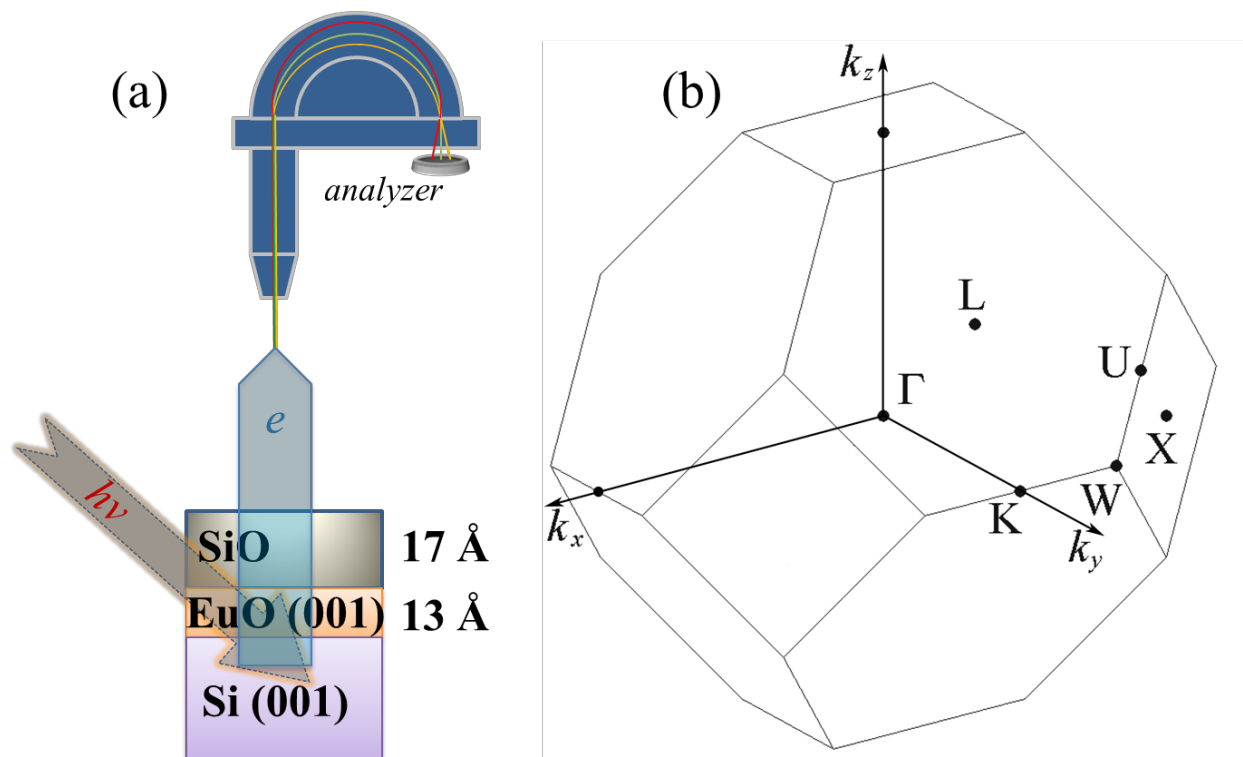 (a)
analyzer
e
hν
SiO
17 Å
EuO (001)
13 Å
Si (001)
(b)
kz
L
U
Γ
X
W
K
kx
ky